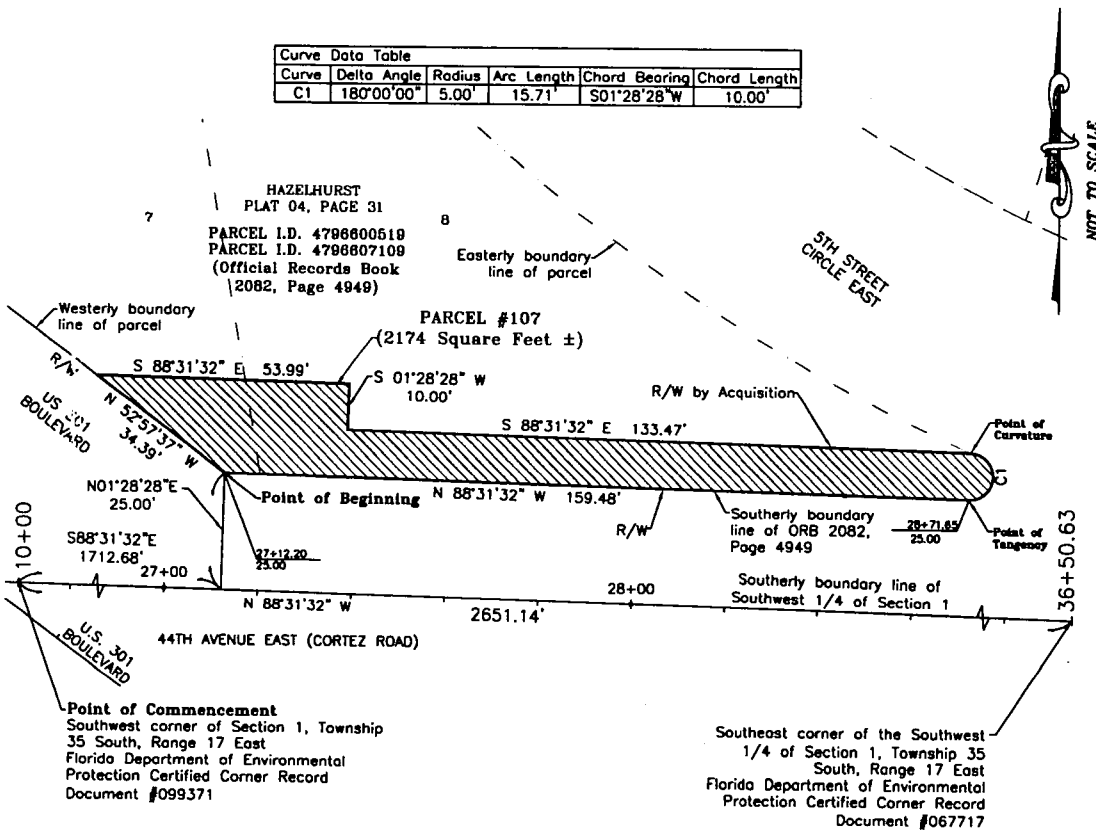 Curve Data Table
Curve Delta Angle Radius Arc Length Chord Bearing Chord Length
C1 180°00'00" 5.00' 15.71' S01°28'28"W 10.00'
NOT TO SCALE
HAZELHURST
PLAT 04, PAGE 31
7
8
PARCEL I.D. 4796600519
PARCEL I.D. 4796607109
(Official Records Book
2082, Page 4949)
Easterly boundary
line of parcel
5TH STREET
CIRCLE EAST
Westerly boundary
line of parcel
PARCEL #107
(2174 Square Feet ±)
R/W
S 88°31'32" E 53.99'
S 01°28'28" W
10.00'
R/W by Acquisition
US 301
BOULEVARD
N 52°57'37" W
34.39'
S 88°31'32" E 133.47'
Point of
Curvature
C1
N01°28'28"E
25.00'
Point of Beginning
N 88°31'32" W 159.48'
R/W
Southerly boundary
line of ORB 2082,
Page 4949
28+71.65
25.00
Point of
Tangency
10+00
S88°31'32"E
1712.68'
27+00
27+12.20
25.00
28+00
Southerly boundary line of
Southwest 1/4 of Section 1
36+50.63
N 88°31'32" W
2651.14'
U.S. 301
BOULEVARD
44TH AVENUE EAST (CORTEZ ROAD)
Point of Commencement
Southwest corner of Section 1, Township
35 South, Range 17 East
Florida Department of Environmental
Protection Certified Corner Record
Document #099371
Southeast corner of the Southwest
1/4 of Section 1, Township 35
South, Range 17 East
Florida Department of Environmental
Protection Certified Corner Record
Document #067717